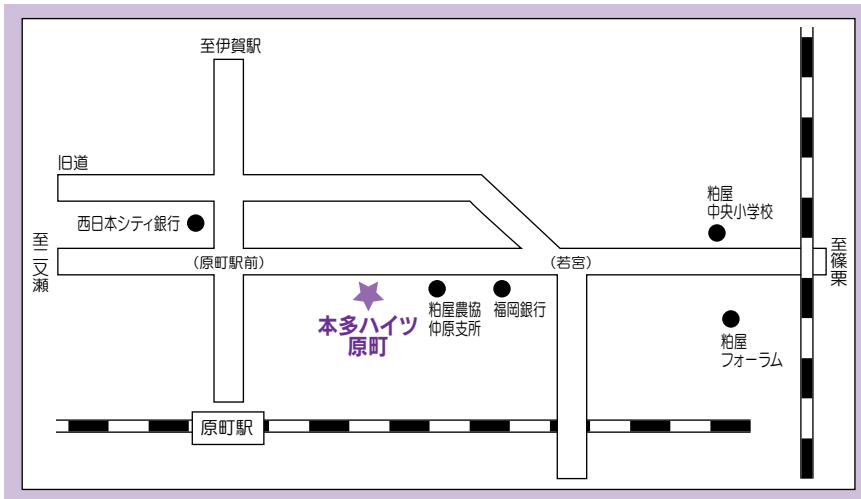 至伊賀駅
旧道
西日本シティ銀行
至二又瀬
(原町駅前)
(若宮)
粕屋
中央小学校
至篠栗
本多ハイツ
原町
粕屋農協
仲原支所
福岡銀行
粕屋
フォーラム
原町駅